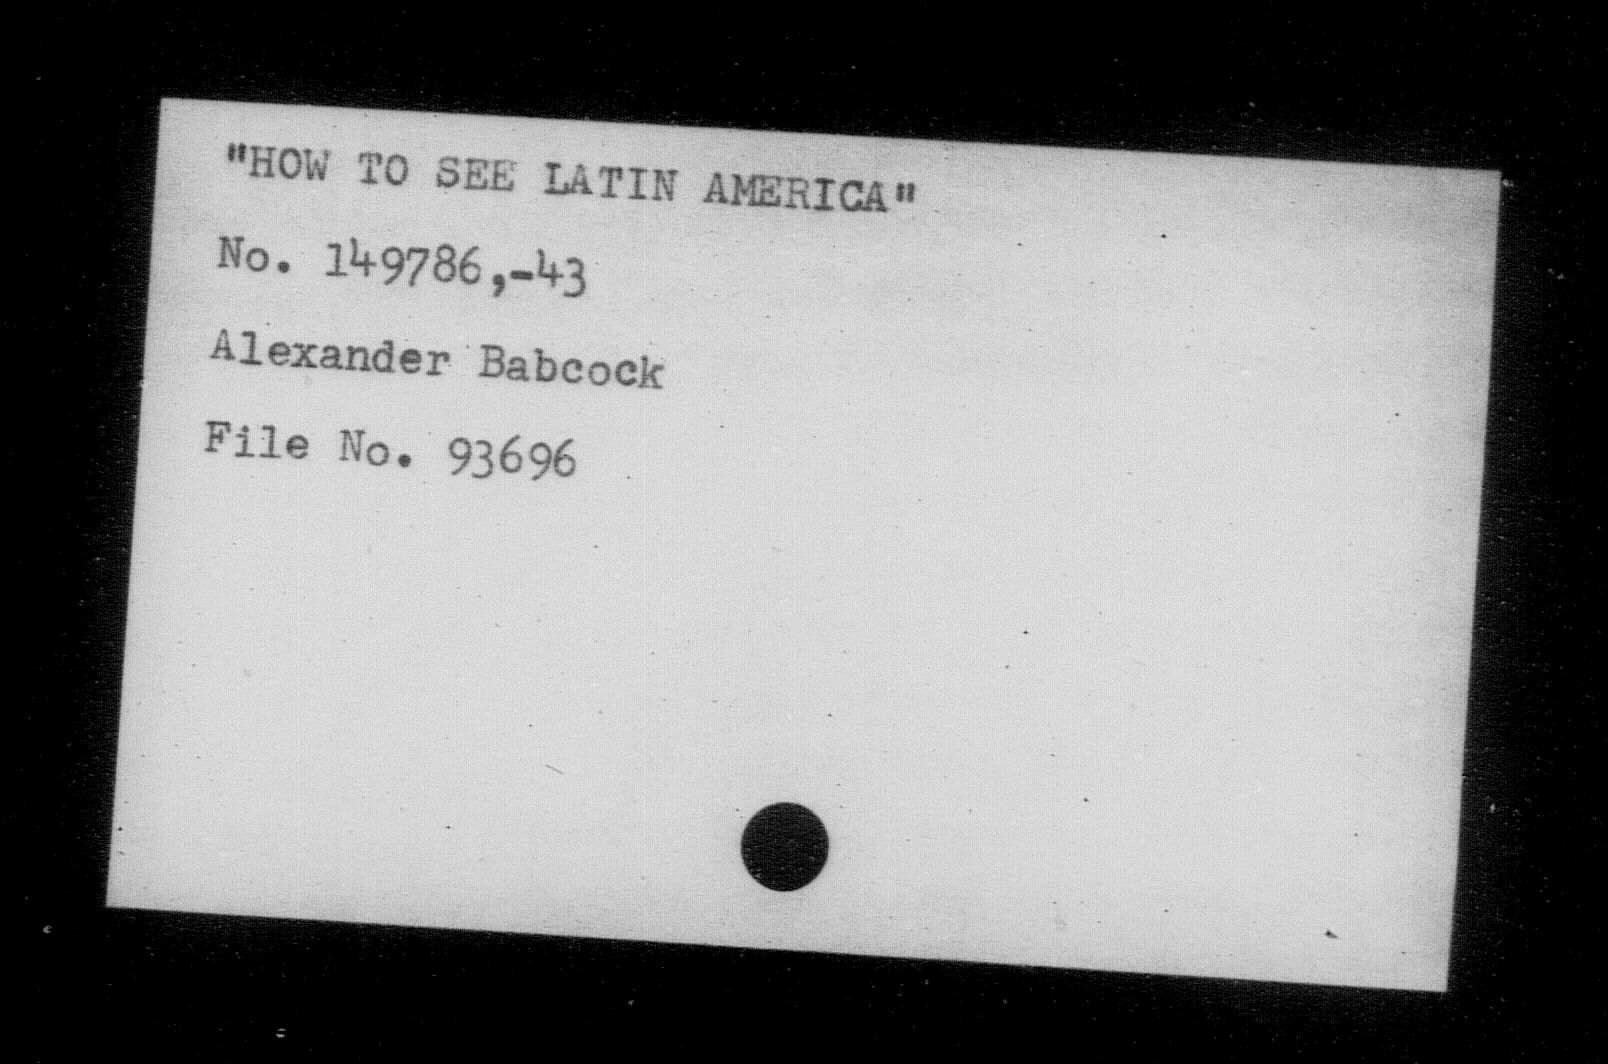 "HOW TO SEE LATIN AMERICA"
No. 149786,-43
Alexander Babcock
File No. 93696